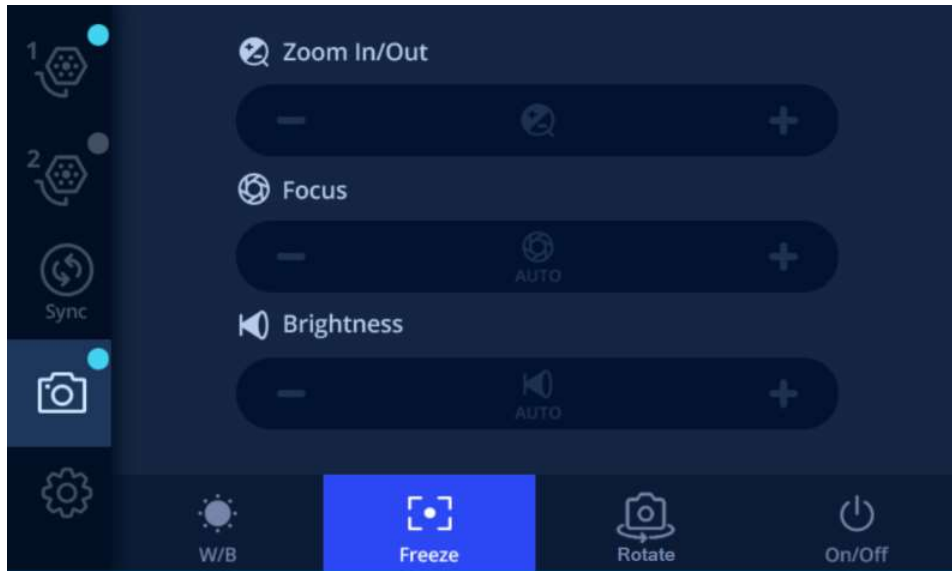 1
2
Sync
Zoom In/Out
Focus
AUTO
Brightness
AUTO
W/B
Freeze
Rotate
On/Off